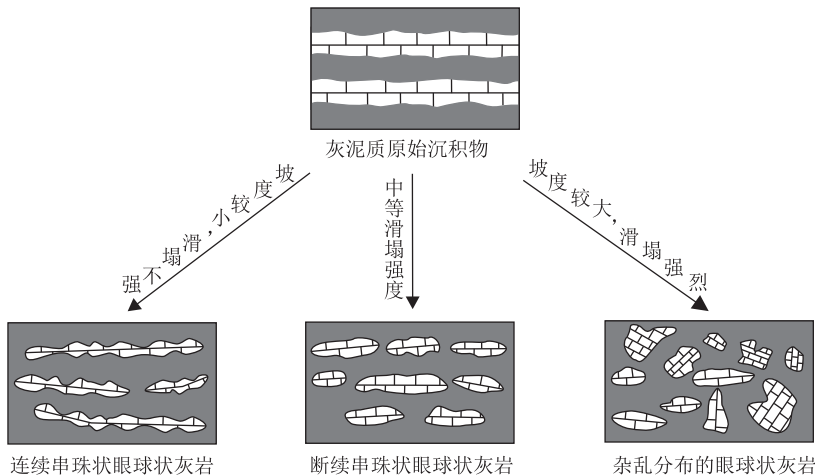 灰泥质原始沉积物
坡度较小,滑塌不强
中等滑塌强度
坡度较大,滑塌强烈
连续串珠状眼球状灰岩
断续串珠状眼球状灰岩
杂乱分布的眼球状灰岩